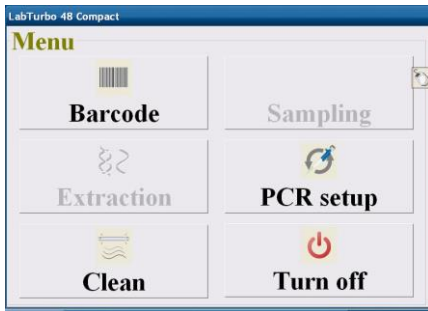 LabTurbo 48 Compact
Menu
Barcode
Sampling
Extraction
PCR setup
Clean
Turn off